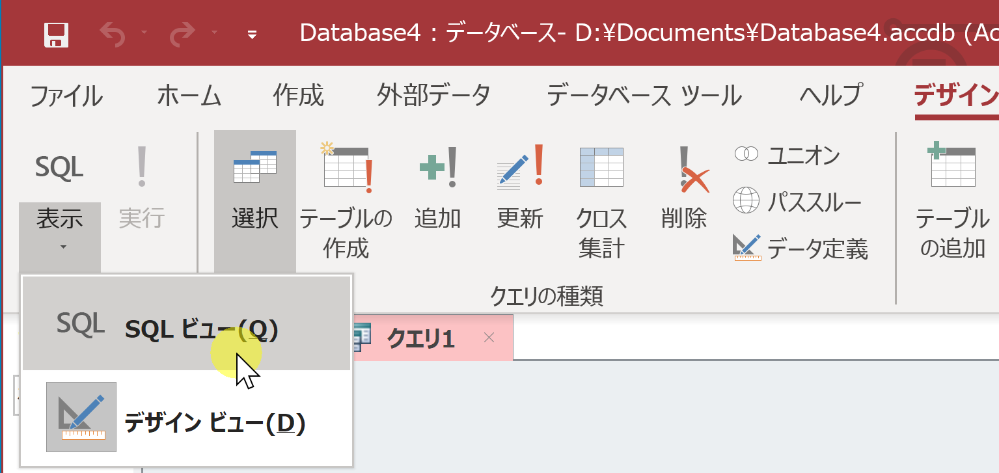 Database4 : データベース- D:¥Documents¥Database4.accdb (Ac
ファイル ホーム 作成 外部データ データベース ツール ヘルプ デザイン
SQL
表示
実行
選択
テーブルの
作成
追加
更新
クロス
集計
削除
ユニオン
パススルー
データ定義
テーブル
の追加
クエリの種類
SQL SQL ビュー(Q)
デザイン ビュー(D)
クエリ1